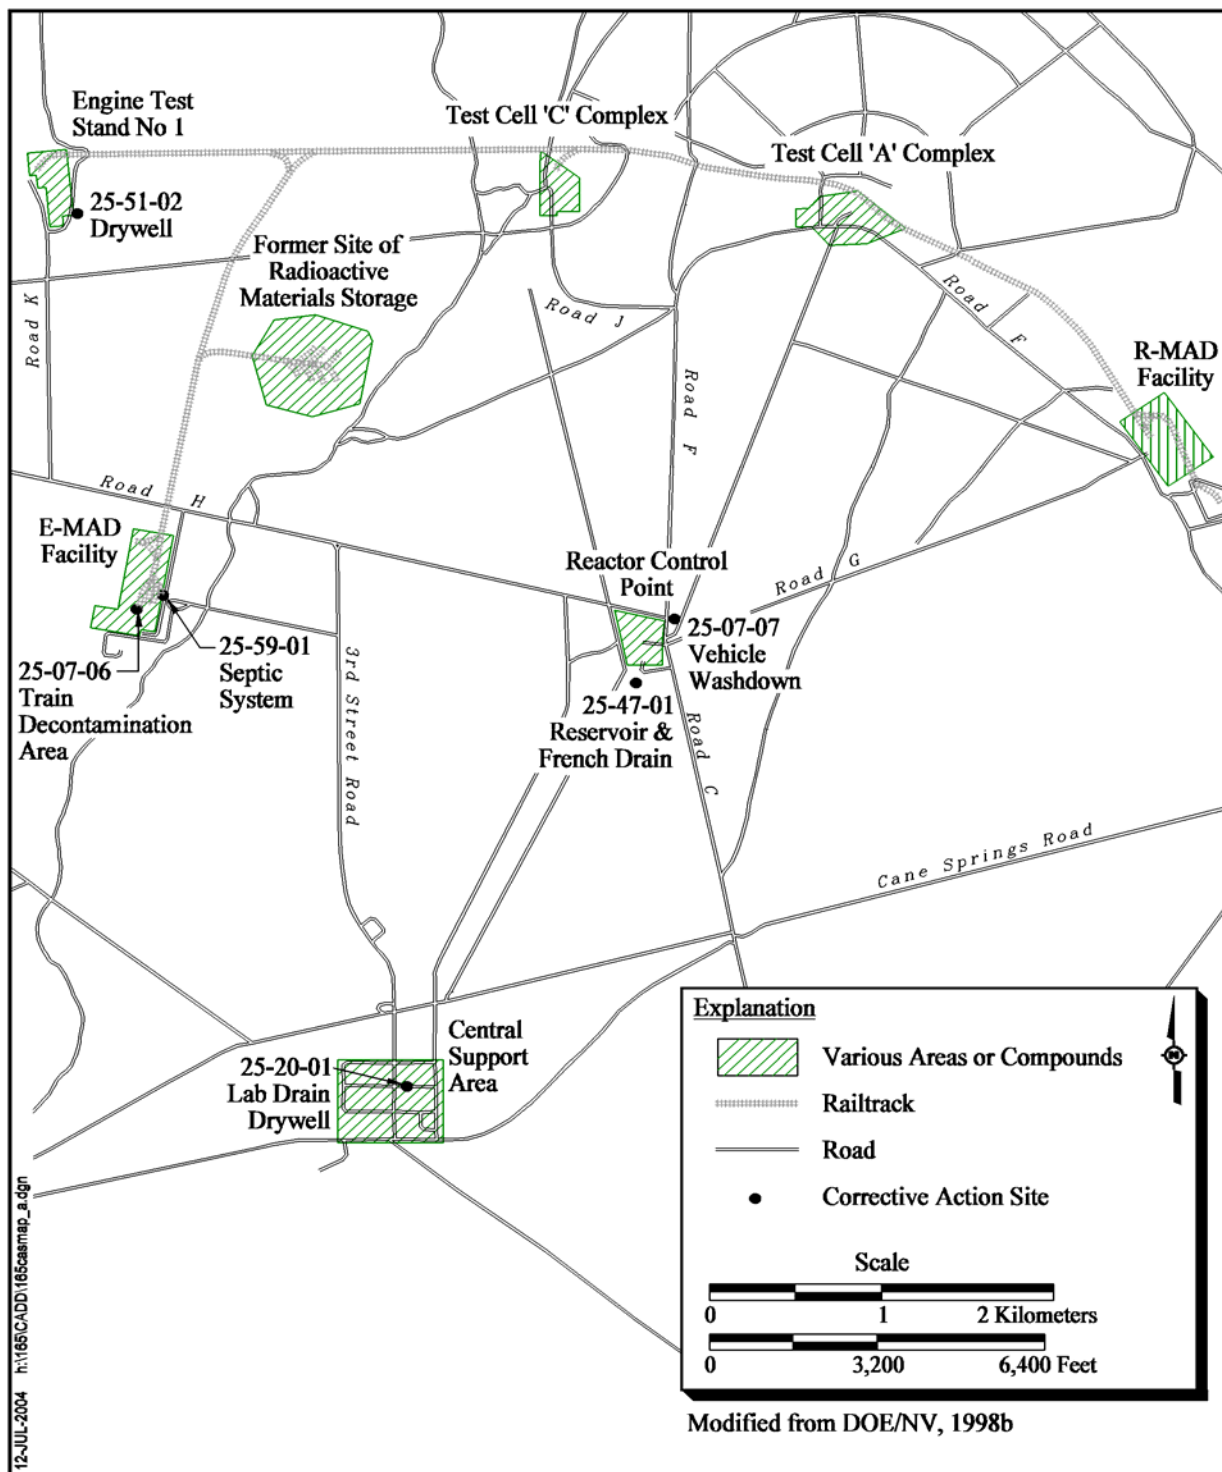 Engine Test
Stand No 1
Test Cell 'C' Complex
Test Cell 'A' Complex
25-51-02
Drywell
Former Site of
Radioactive
Materials Storage
Road K
Road J
Road F
Road F
R-MAD
Facility
Road H
E-MAD
Facility
Reactor Control
Point
Road G
25-07-07
Vehicle
Washdown
25-59-01
Septic
System
25-07-06
Train
Decontamination
Area
3rd Street Road
25-47-01
Reservoir &
French Drain
Road C
Cane Springs Road
Central
Support
Area
25-20-01
Lab Drain
Drywell
Explanation
N
Various Areas or Compounds
Railtrack
Road
Corrective Action Site
Scale
0 1 2 Kilometers
0 3,200 6,400 Feet
Modified from DOE/NV, 1998b
12-JUL-2004 h:\165\CADD\165casmap_a.dgn